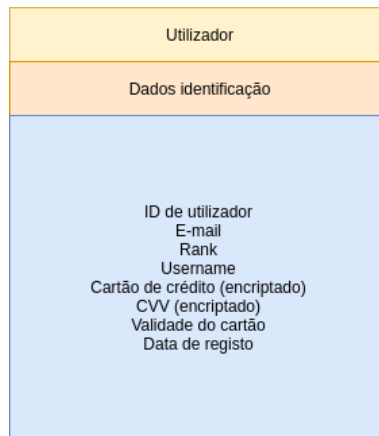 Utilizador
Dados identificação
ID de utilizador
E-mail
Rank
Username
Cartão de crédito (encriptado)
CVV (encriptado)
Validade do cartão
Data de registo